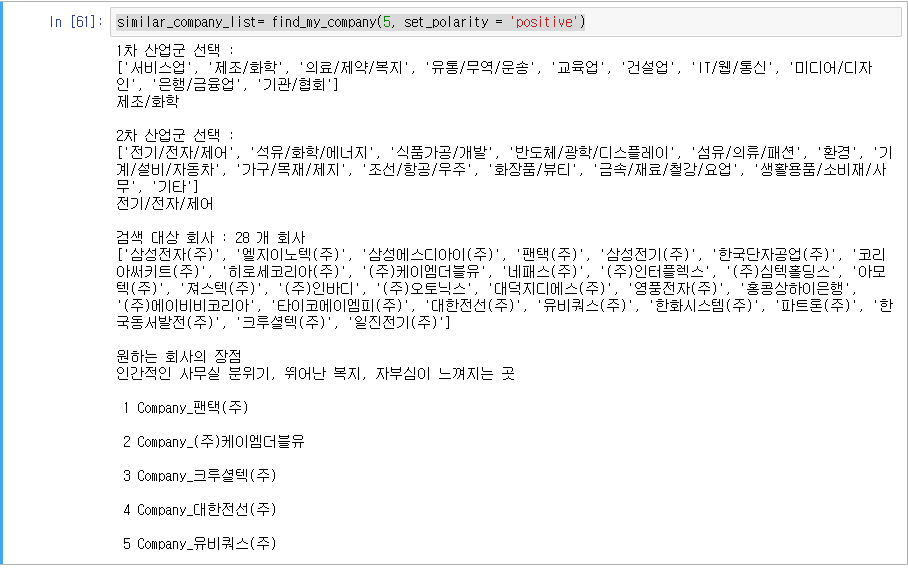 In [61]: similar_company_list= find_my_company(5, set_polarity = 'positive')
1차 산업군 선택 :
['서비스업', '제조/화학', '의료/제약/복지', '유통/무역/운송', '교육업', '건설업', 'IT/웹/통신', '미디어/디자
인', '은행/금융업', '기관/협회']
제조/화학
2차 산업군 선택 :
['전기/전자/제어', '석유/화학/에너지', '식품가공/개발', '반도체/광학/디스플레이', '섬유/의류/패션', '환경', '기
계/설비/자동차', '가구/목재/제지', '조선/항공/우주', '화장품/뷰티', '금속/재료/철강/요업', '생활용품/소비재/사
무', '기타']
전기/전자/제어
검색 대상 회사 : 28 개 회사
['삼성전자(주)', '엘지이노텍(주)', '삼성에스디아이(주)', '팬택(주)', '삼성전기(주)', '한국단자공업(주)', '코리
아써키트(주)', '히로세코리아(주)', '(주)케이엠더블유', '네패스(주)', '(주)인터플렉스', '(주)심텍홀딩스', '아모
텍(주)', '져스텍(주)', '(주)인바디', '(주)오토닉스', '대덕지디에스(주)', '영풍전자(주)', '홍콩상하이은행',
'(주)에이비비코리아', '타이코에이엠피(주)', '대한전선(주)', '유비쿼스(주)', '한화시스템(주)', '파트론(주)', '한
국동서발전(주)', '크루셜텍(주)', '일진전기(주)']
원하는 회사의 장점
인간적인 사무실 분위기, 뛰어난 복지, 자부심이 느껴지는 곳
1 Company_팬택(주)
2 Company_(주)케이엠더블유
3 Company_크루셜텍(주)
4 Company_대한전선(주)
5 Company_유비쿼스(주)